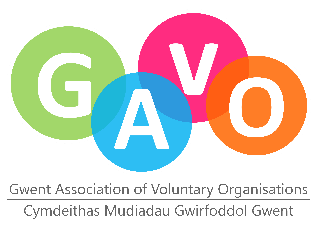 GAVO
Gwent Association of Voluntary Organisations
Cymdeithas Mudiadau Gwirfoddol Gwent